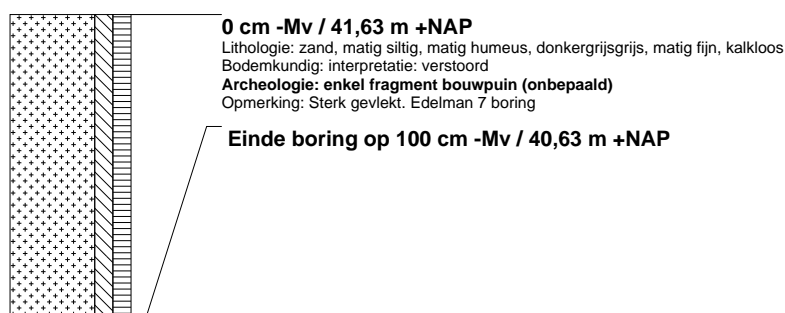 0 cm -Mv / 41,63 m +NAP
Lithologie: zand, matig siltig, matig humeus, donkergrijsgrijs, matig fijn, kalkloos
Bodemkundig: interpretatie: verstoord
Archeologie: enkel fragment bouwpuin (onbepaald)
Opmerking: Sterk gevlekt. Edelman 7 boring
Einde boring op 100 cm -Mv / 40,63 m +NAP